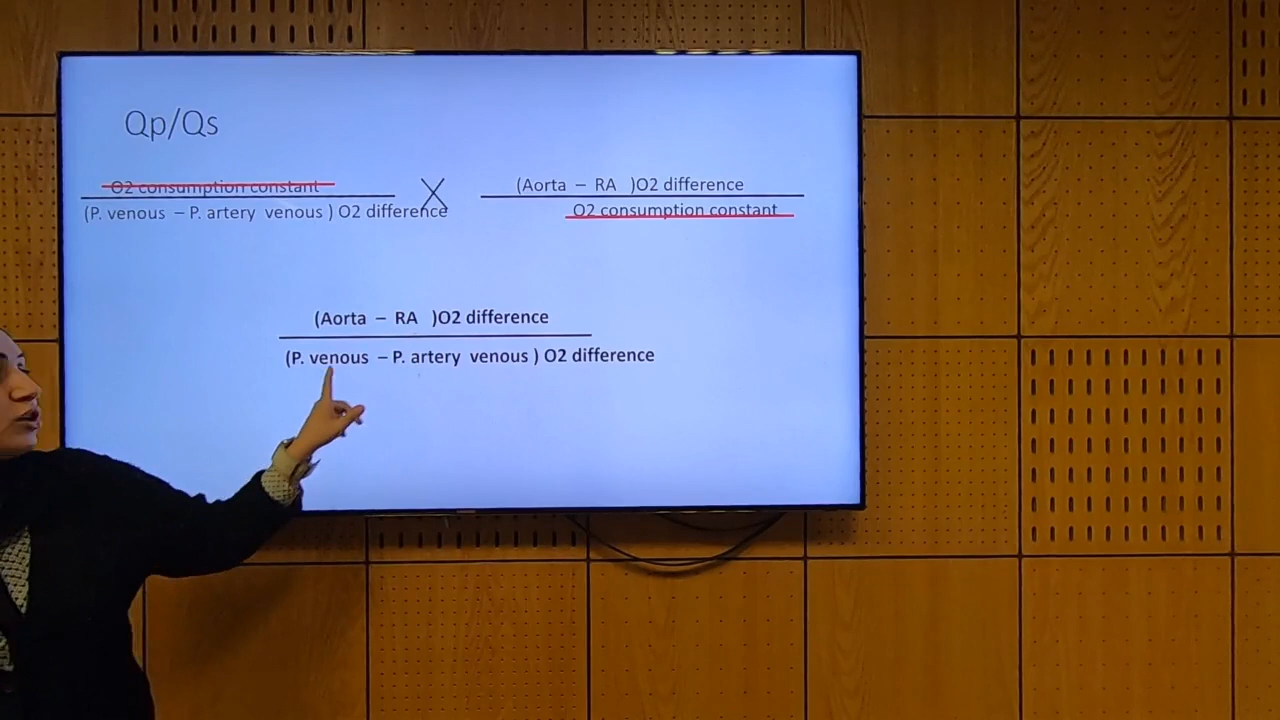 Qp/Qs
O2 consumption constant
(P. venous – P. artery venous ) O2 difference
X
(Aorta – RA )O2 difference
O2 consumption constant
(Aorta – RA )O2 difference
(P. venous – P. artery venous ) O2 difference